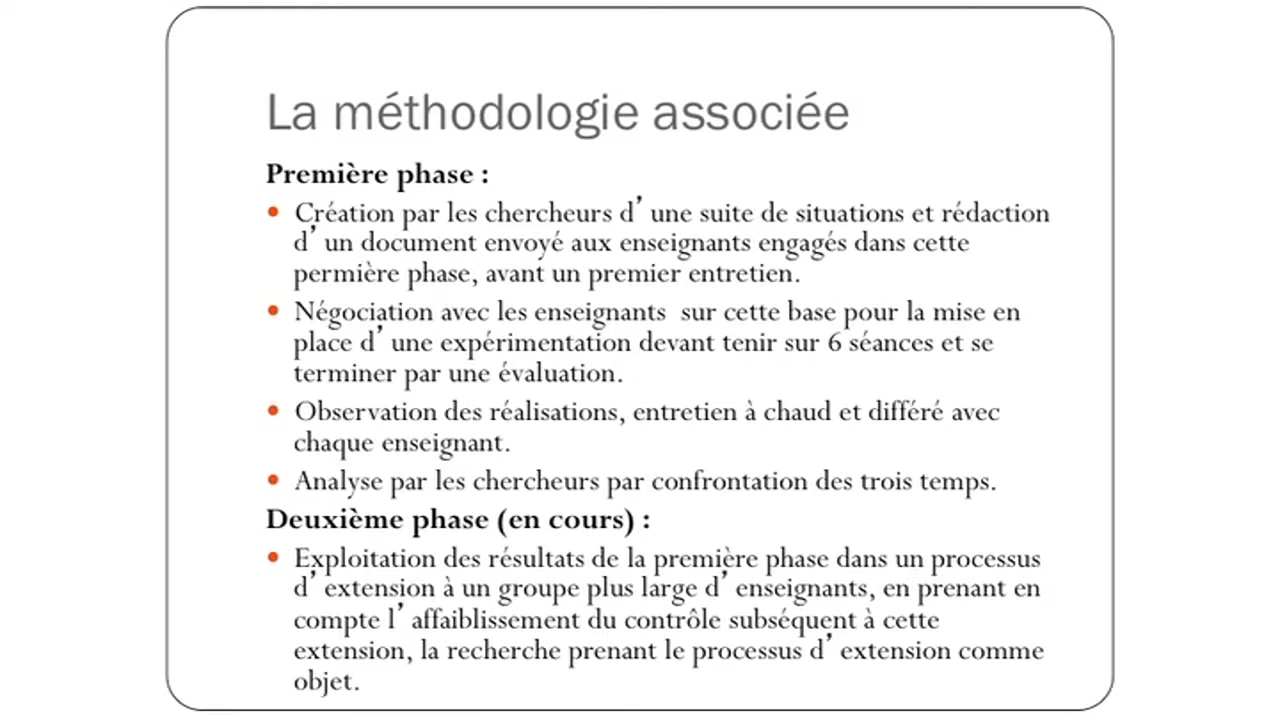 La méthodologie associée
Première phase :
• Création par les chercheurs d’ une suite de situations et rédaction
d’ un document envoyé aux enseignants engagés dans cette
permière phase, avant un premier entretien.
• Négociation avec les enseignants  sur cette base pour la mise en
place d’ une expérimentation devant tenir sur 6 séances et se
terminer par une évaluation.
• Observation des réalisations, entretien à chaud et différé avec
chaque enseignant.
• Analyse par les chercheurs par confrontation des trois temps.
Deuxième phase (en cours) :
• Exploitation des résultats de la première phase dans un processus
d’ extension à un groupe plus large d’ enseignants, en prenant en
compte l’ affaiblissement du contrôle subséquent à cette
extension, la recherche prenant le processus d’ extension comme
objet.